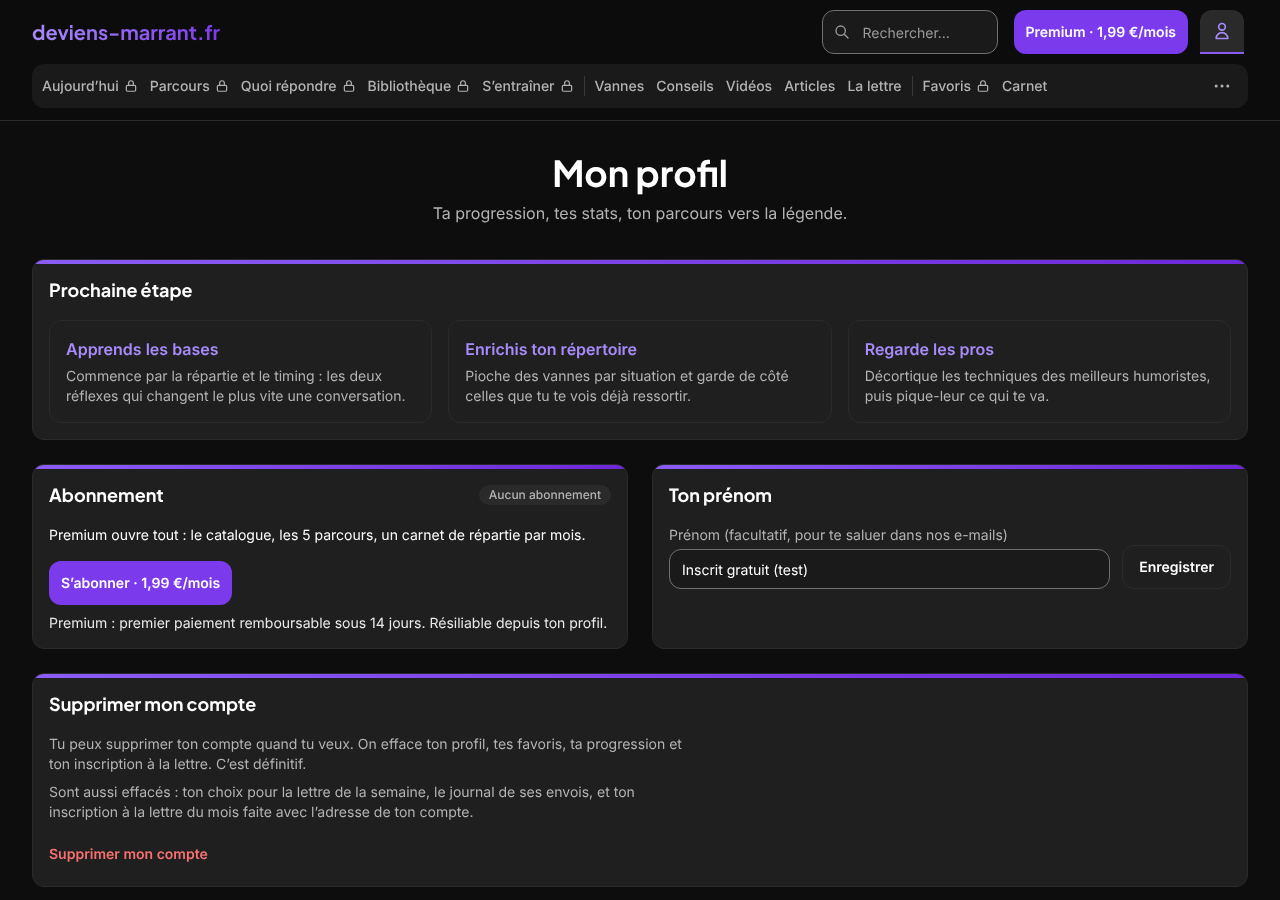 deviens-marrant.fr
Rechercher...
Premium · 1,99 €/mois
Aujourd’hui Parcours Quoi répondre Bibliothèque S’entraîner Vannes Conseils Vidéos Articles La lettre Favoris Carnet
Mon profil
Ta progression, tes stats, ton parcours vers la légende.
Prochaine étape
Apprends les bases
Commence par la répartie et le timing : les deux
réflexes qui changent le plus vite une conversation.
Enrichis ton répertoire
Pioche des vannes par situation et garde de côté
celles que tu te vois déjà ressortir.
Regarde les pros
Décortique les techniques des meilleurs humoristes,
puis pique-leur ce qui te va.
Abonnement
Aucun abonnement
Premium ouvre tout : le catalogue, les 5 parcours, un carnet de répartie par mois.
S’abonner · 1,99 €/mois
Premium : premier paiement remboursable sous 14 jours. Résiliable depuis ton profil.
Ton prénom
Prénom (facultatif, pour te saluer dans nos e-mails)
Inscrit gratuit (test)
Enregistrer
Supprimer mon compte
Tu peux supprimer ton compte quand tu veux. On efface ton profil, tes favoris, ta progression et
ton inscription à la lettre. C’est définitif.
Sont aussi effacés : ton choix pour la lettre de la semaine, le journal de ses envois, et ton
inscription à la lettre du mois faite avec l’adresse de ton compte.
Supprimer mon compte